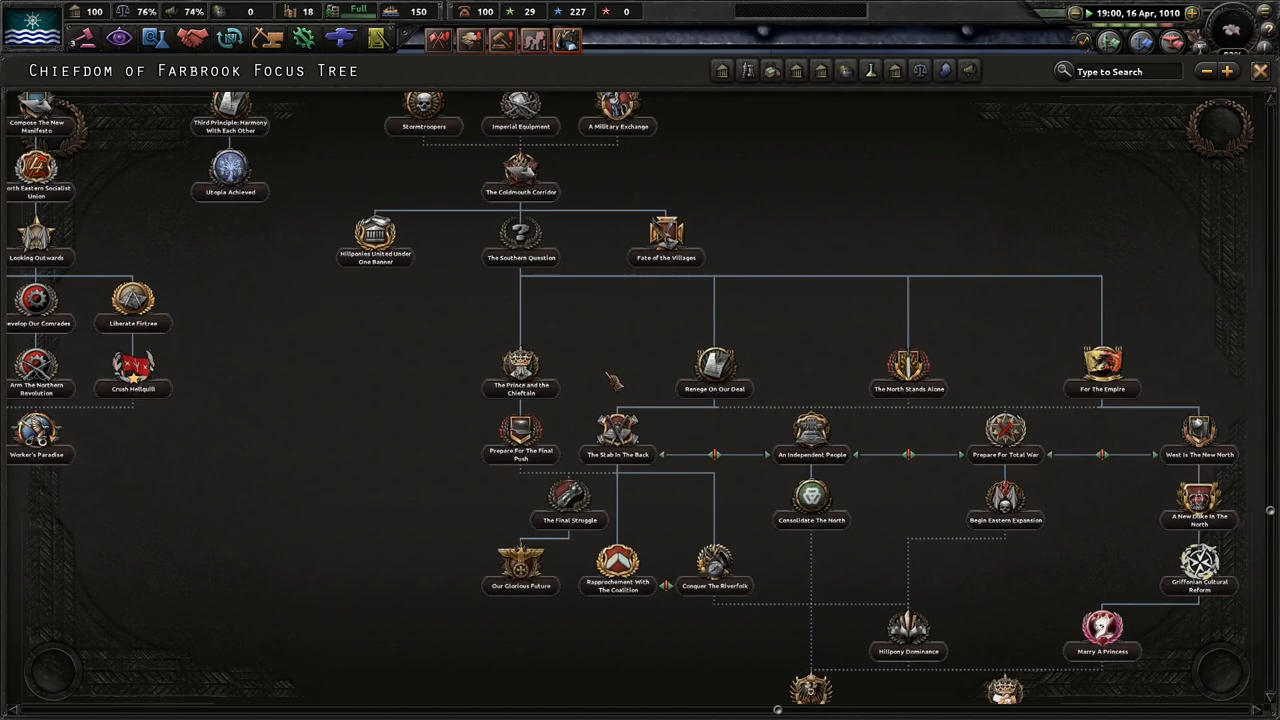 100 76% 74% 0 18 Full 150 100 29 227 0 19:00, 16 Apr, 1010
3
Chiefdom of Farbrook Focus Tree
Type to Search
Compose The New
Manifesto
Third Principle: Harmony
With Each Other
Stormtroopers
Imperial Equipment
A Military Exchange
orth Eastern Socialist
Union
Utopia Achieved
The Coldmouth Corridor
Looking Outwards
Hillponies United Under
One Banner
The Southern Question
Fate of the Villages
evelop Our Comrades
Liberate Firtree
Arm The Northern
Revolution
Crush Hellquill
The Prince and the
Chieftain
Renege On Our Deal
The North Stands Alone
For The Empire
Worker's Paradise
Prepare For The Final
Push
The Stab In The Back
An Independent People
Prepare For Total War
West Is The New North
The Final Struggle
Consolidate The North
Begin Eastern Expansion
A New Duke In The
North
Our Glorious Future
Rapprochement With
The Coalition
Conquer The Riverfolk
Griffonian Cultural
Reform
Hillpony Dominance
Marry A Princess